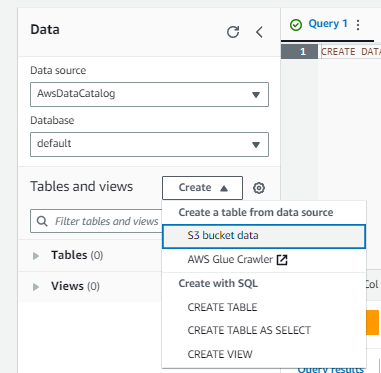 Data
Query 1
Data source
AwsDataCatalog
1 CREATE DATA
Database
default
Tables and views
Create
Create a table from data source
Filter tables and views
S3 bucket data
Tables (0)
AWS Glue Crawler
Views (0)
Create with SQL
Col
CREATE TABLE
CREATE TABLE AS SELECT
CREATE VIEW
Query results